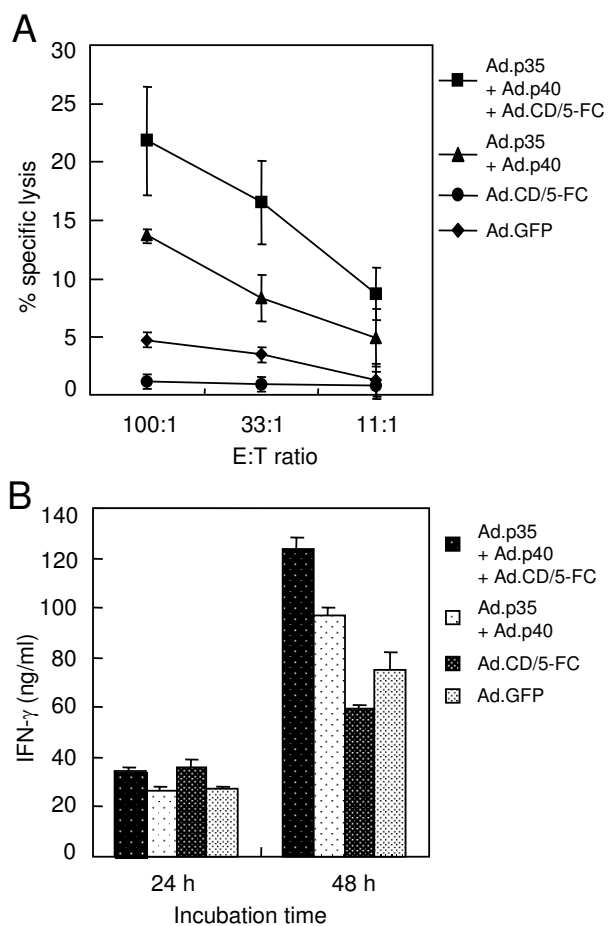 A
30
25
20
15
10
5
0
% specific lysis
100:1 33:1 11:1
E:T ratio
Ad.p35
+ Ad.p40
+ Ad.CD/5-FC
Ad.p35
+ Ad.p40
Ad.CD/5-FC
Ad.GFP
B
140
120
100
80
60
40
20
0
IFN-γ (ng/ml)
24 h 48 h
Incubation time
Ad.p35
+ Ad.p40
+ Ad.CD/5-FC
Ad.p35
+ Ad.p40
Ad.CD/5-FC
Ad.GFP